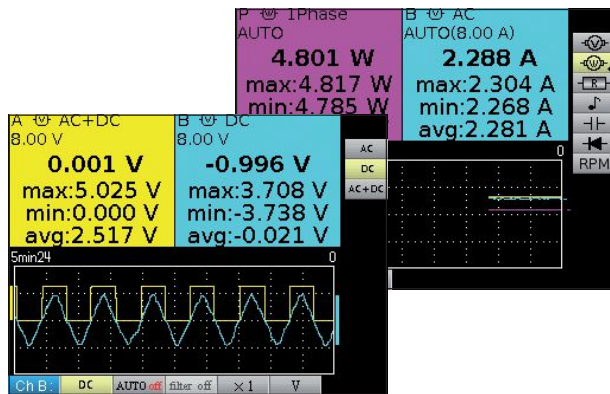 P 1Phase
AUTO
4.801 W
max:4.817 W
min:4.785 W
B AC
AUTO(8.00 A)
2.288 A
max:2.304 A
min:2.268 A
avg:2.281 A
V
W
R
RPM
0
A AC+DC
8.00 V
0.001 V
max:5.025 V
min:0.000 V
avg:2.517 V
B DC
8.00 V
-0.996 V
max:3.708 V
min:-3.738 V
avg:-0.021 V
AC
DC
AC+DC
5min24
0
Ch B: DC AUTO off filter off ×1 V